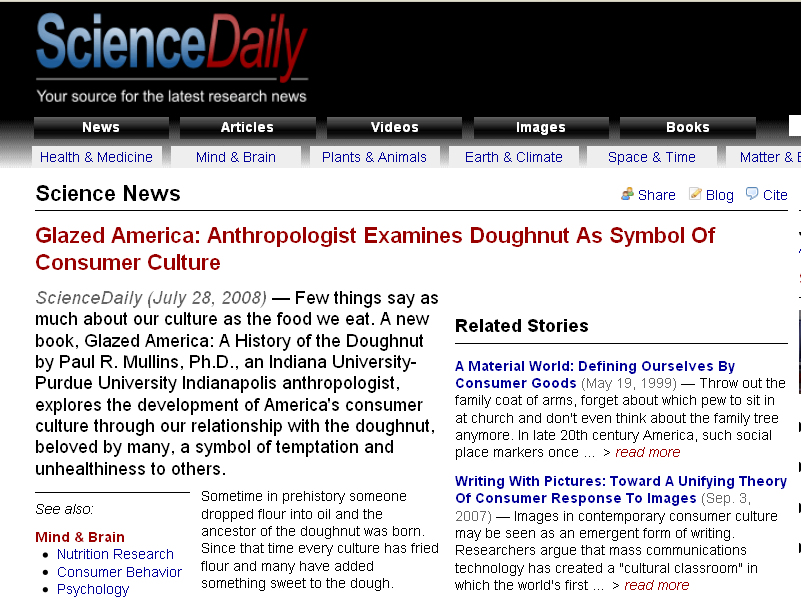 ScienceDaily
Your source for the latest research news
News Articles Videos Images Books
Health & Medicine Mind & Brain Plants & Animals Earth & Climate Space & Time Matter &
Science News
Share Blog Cite
Glazed America: Anthropologist Examines Doughnut As Symbol Of
Consumer Culture
ScienceDaily (July 28, 2008) — Few things say as
much about our culture as the food we eat. A new
book, Glazed America: A History of the Doughnut
by Paul R. Mullins, Ph.D., an Indiana University-
Purdue University Indianapolis anthropologist,
explores the development of America's consumer
culture through our relationship with the doughnut,
beloved by many, a symbol of temptation and
unhealthiness to others.
See also:
Mind & Brain
• Nutrition Research
• Consumer Behavior
• Psychology
Sometime in prehistory someone
dropped flour into oil and the
ancestor of the doughnut was born.
Since that time every culture has fried
flour and many have added
something sweet to the dough.
Related Stories
A Material World: Defining Ourselves By
Consumer Goods (May 19, 1999) — Throw out the
family coat of arms, forget about which pew to sit in
at church and don't even think about the family tree
anymore. In late 20th century America, such social
place markers once ... > read more
Writing With Pictures: Toward A Unifying Theory
Of Consumer Response To Images (Sep. 3,
2007) — Images in contemporary consumer culture
may be seen as an emergent form of writing.
Researchers argue that mass communications
technology has created a "cultural classroom" in
which the world's first ... > read more